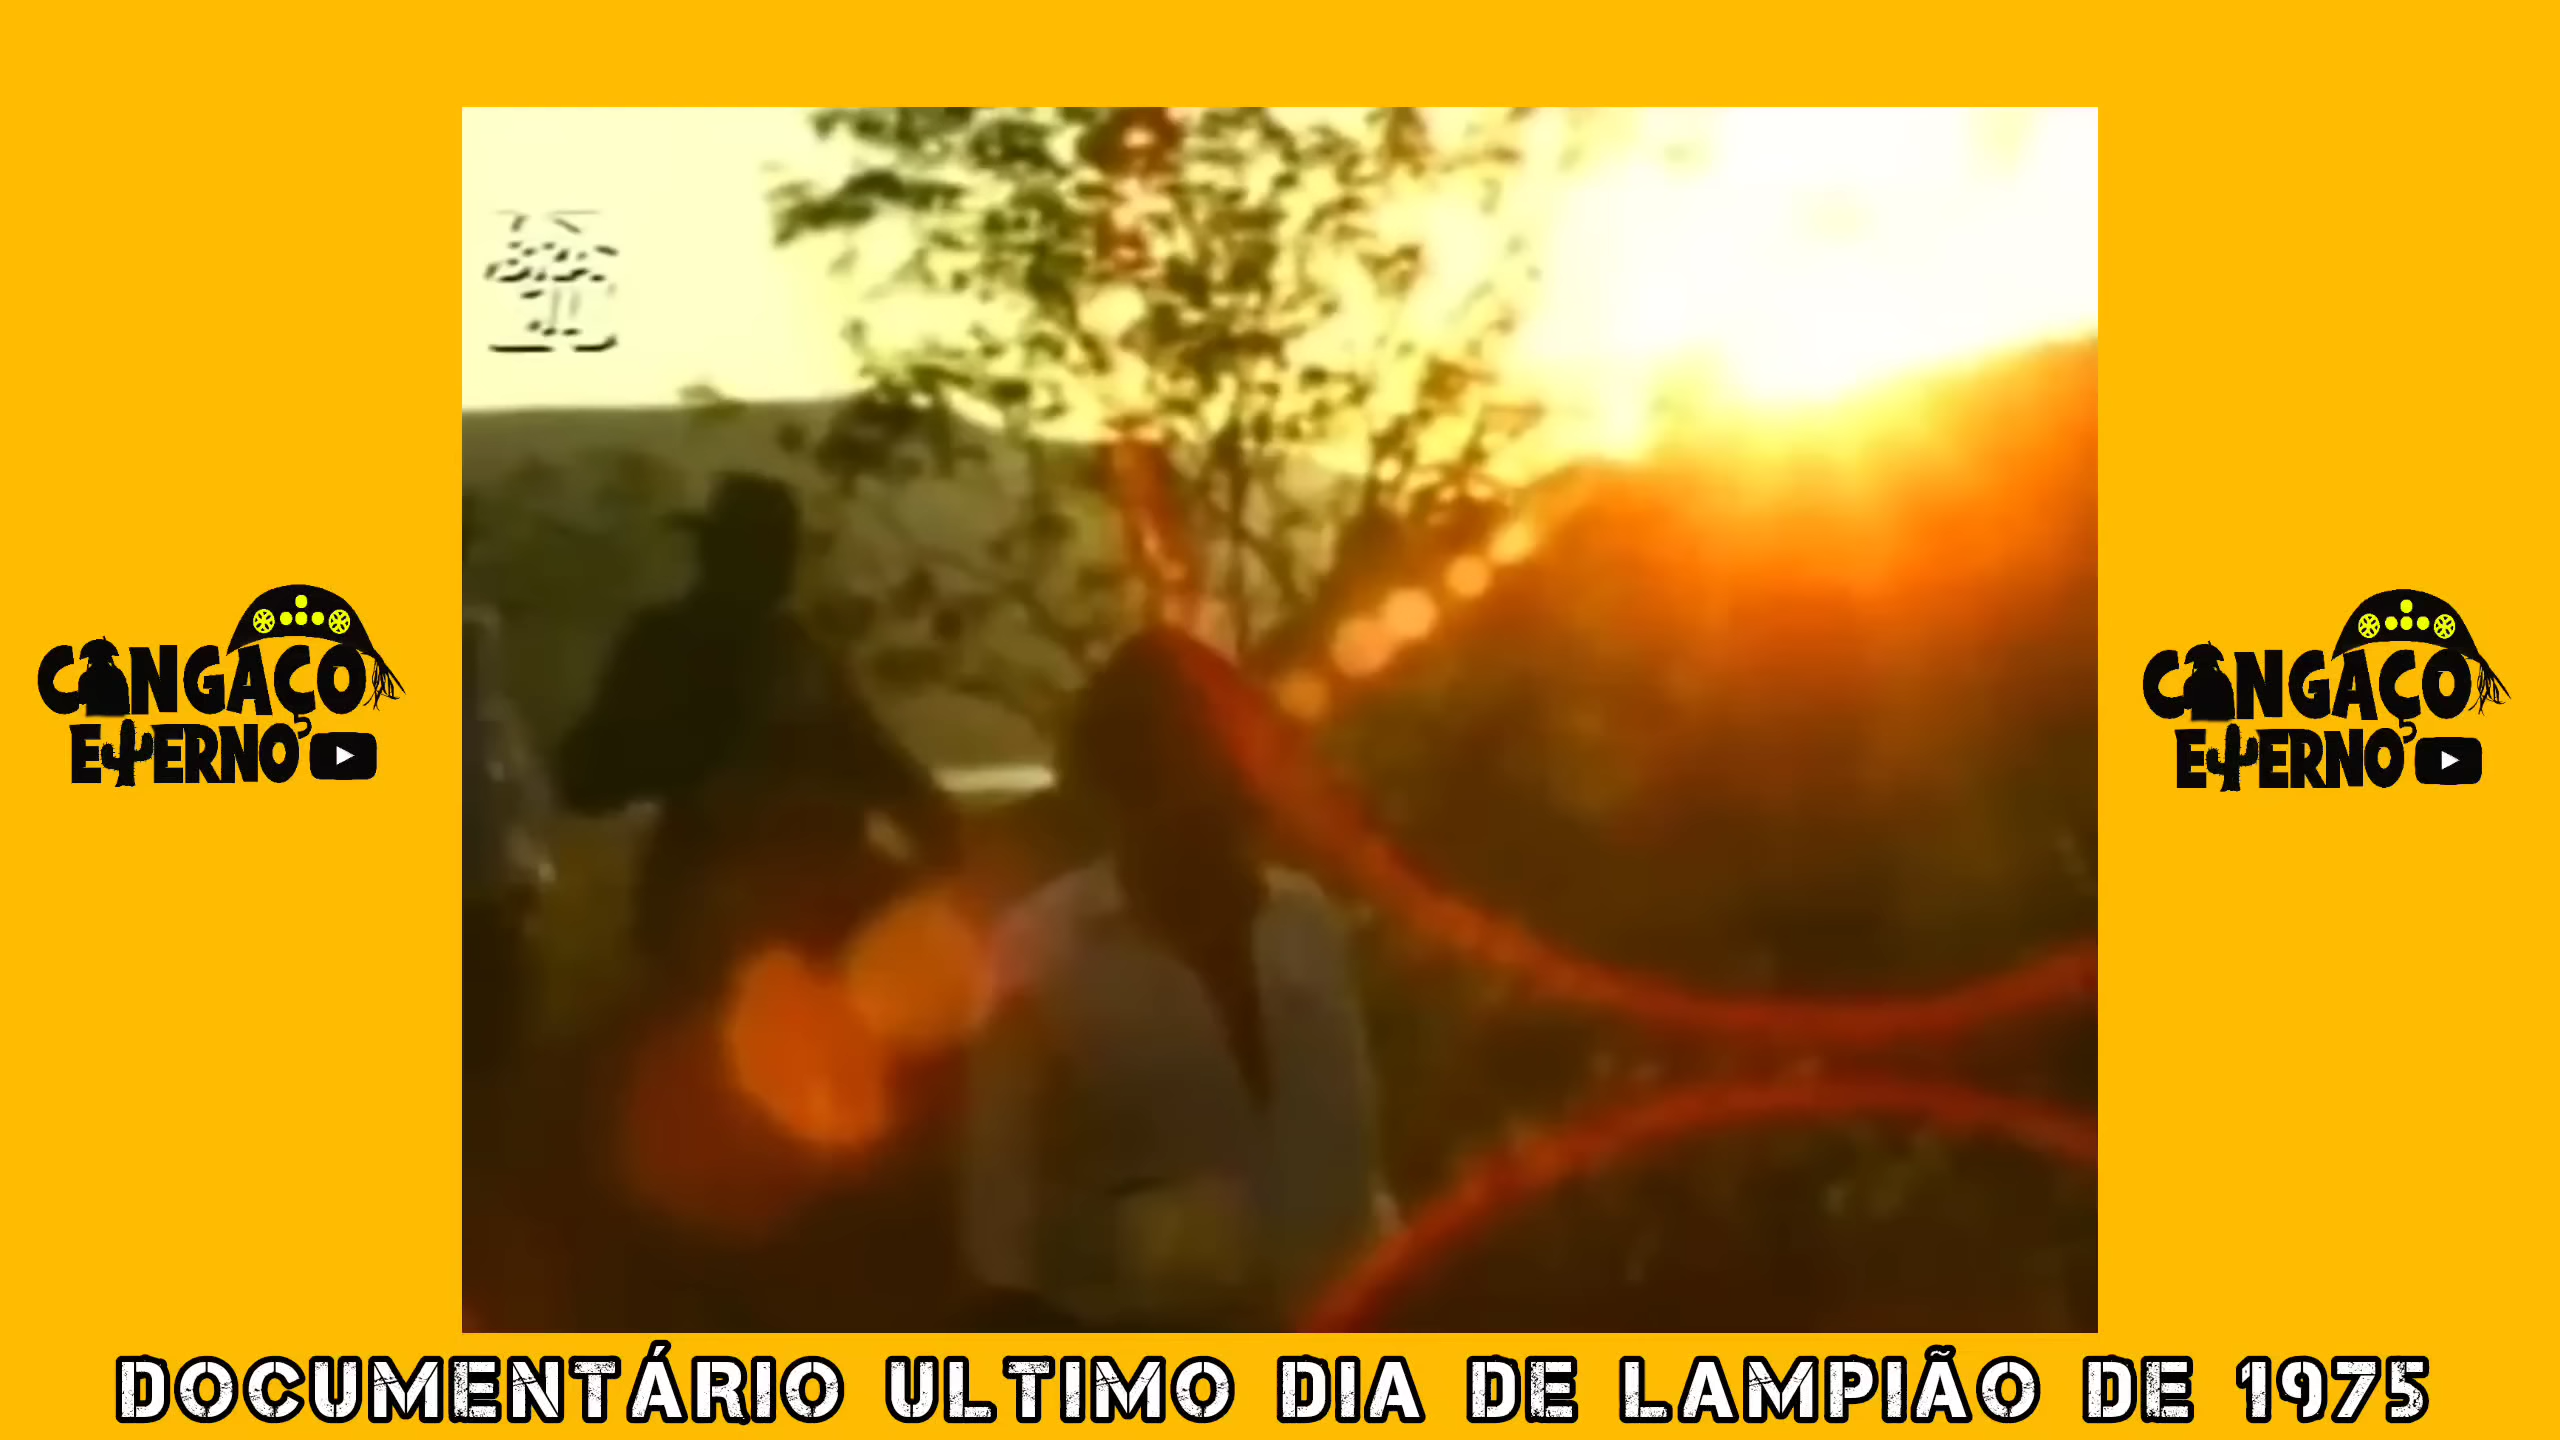 CANGAÇO
ETERNO
CANGAÇO
ETERNO
DOCUMENTÁRIO ULTIMO DIA DE LAMPIÃO DE 1975